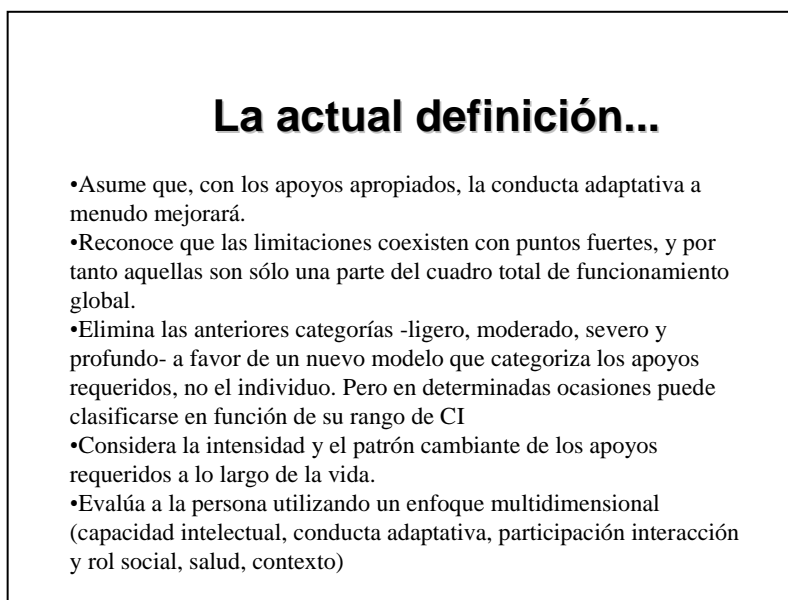 La actual definición...
•Asume que, con los apoyos apropiados, la conducta adaptativa a
menudo mejorará.
•Reconoce que las limitaciones coexisten con puntos fuertes, y por
tanto aquellas son sólo una parte del cuadro total de funcionamiento
global.
•Elimina las anteriores categorías -ligero, moderado, severo y
profundo- a favor de un nuevo modelo que categoriza los apoyos
requeridos, no el individuo. Pero en determinadas ocasiones puede
clasificarse en función de su rango de CI
•Considera la intensidad y el patrón cambiante de los apoyos
requeridos a lo largo de la vida.
•Evalúa a la persona utilizando un enfoque multidimensional
(capacidad intelectual, conducta adaptativa, participación interacción
y rol social, salud, contexto)